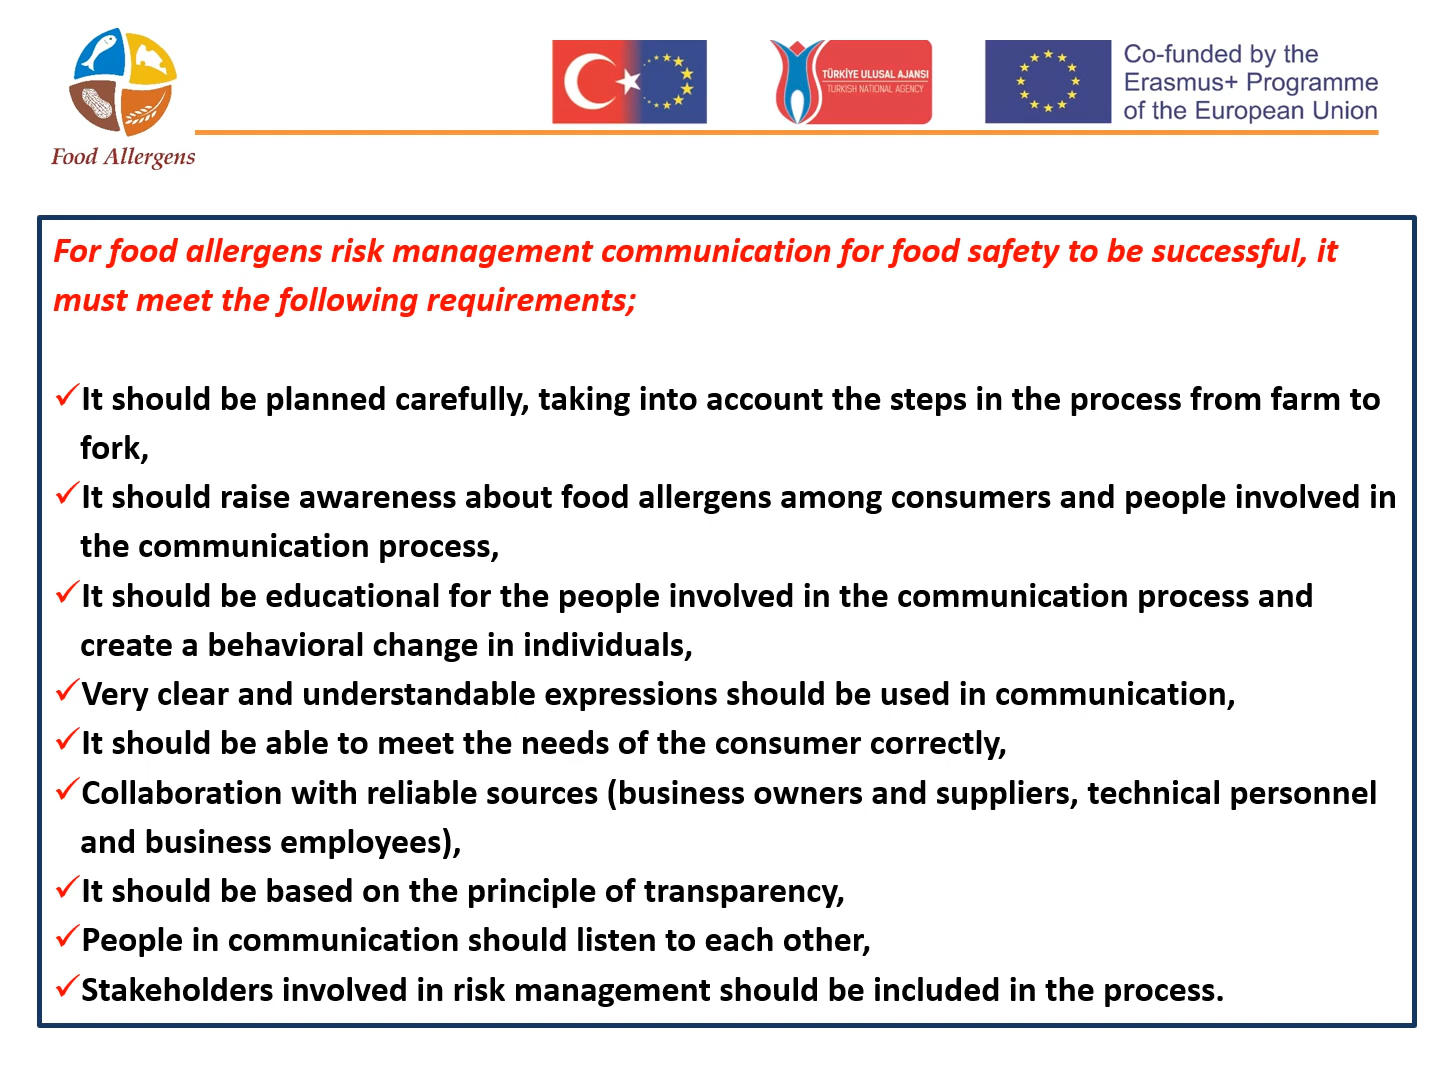 TÜRKİYE ULUSAL AJANSI
TURKISH NATIONAL AGENCY
Co-funded by the
Erasmus+ Programme
of the European Union
Food Allergens
For food allergens risk management communication for food safety to be successful, it
must meet the following requirements;
✓It should be planned carefully, taking into account the steps in the process from farm to
fork,
✓It should raise awareness about food allergens among consumers and people involved in
the communication process,
✓It should be educational for the people involved in the communication process and
create a behavioral change in individuals,
✓Very clear and understandable expressions should be used in communication,
✓It should be able to meet the needs of the consumer correctly,
✓Collaboration with reliable sources (business owners and suppliers, technical personnel
and business employees),
✓It should be based on the principle of transparency,
✓People in communication should listen to each other,
✓Stakeholders involved in risk management should be included in the process.